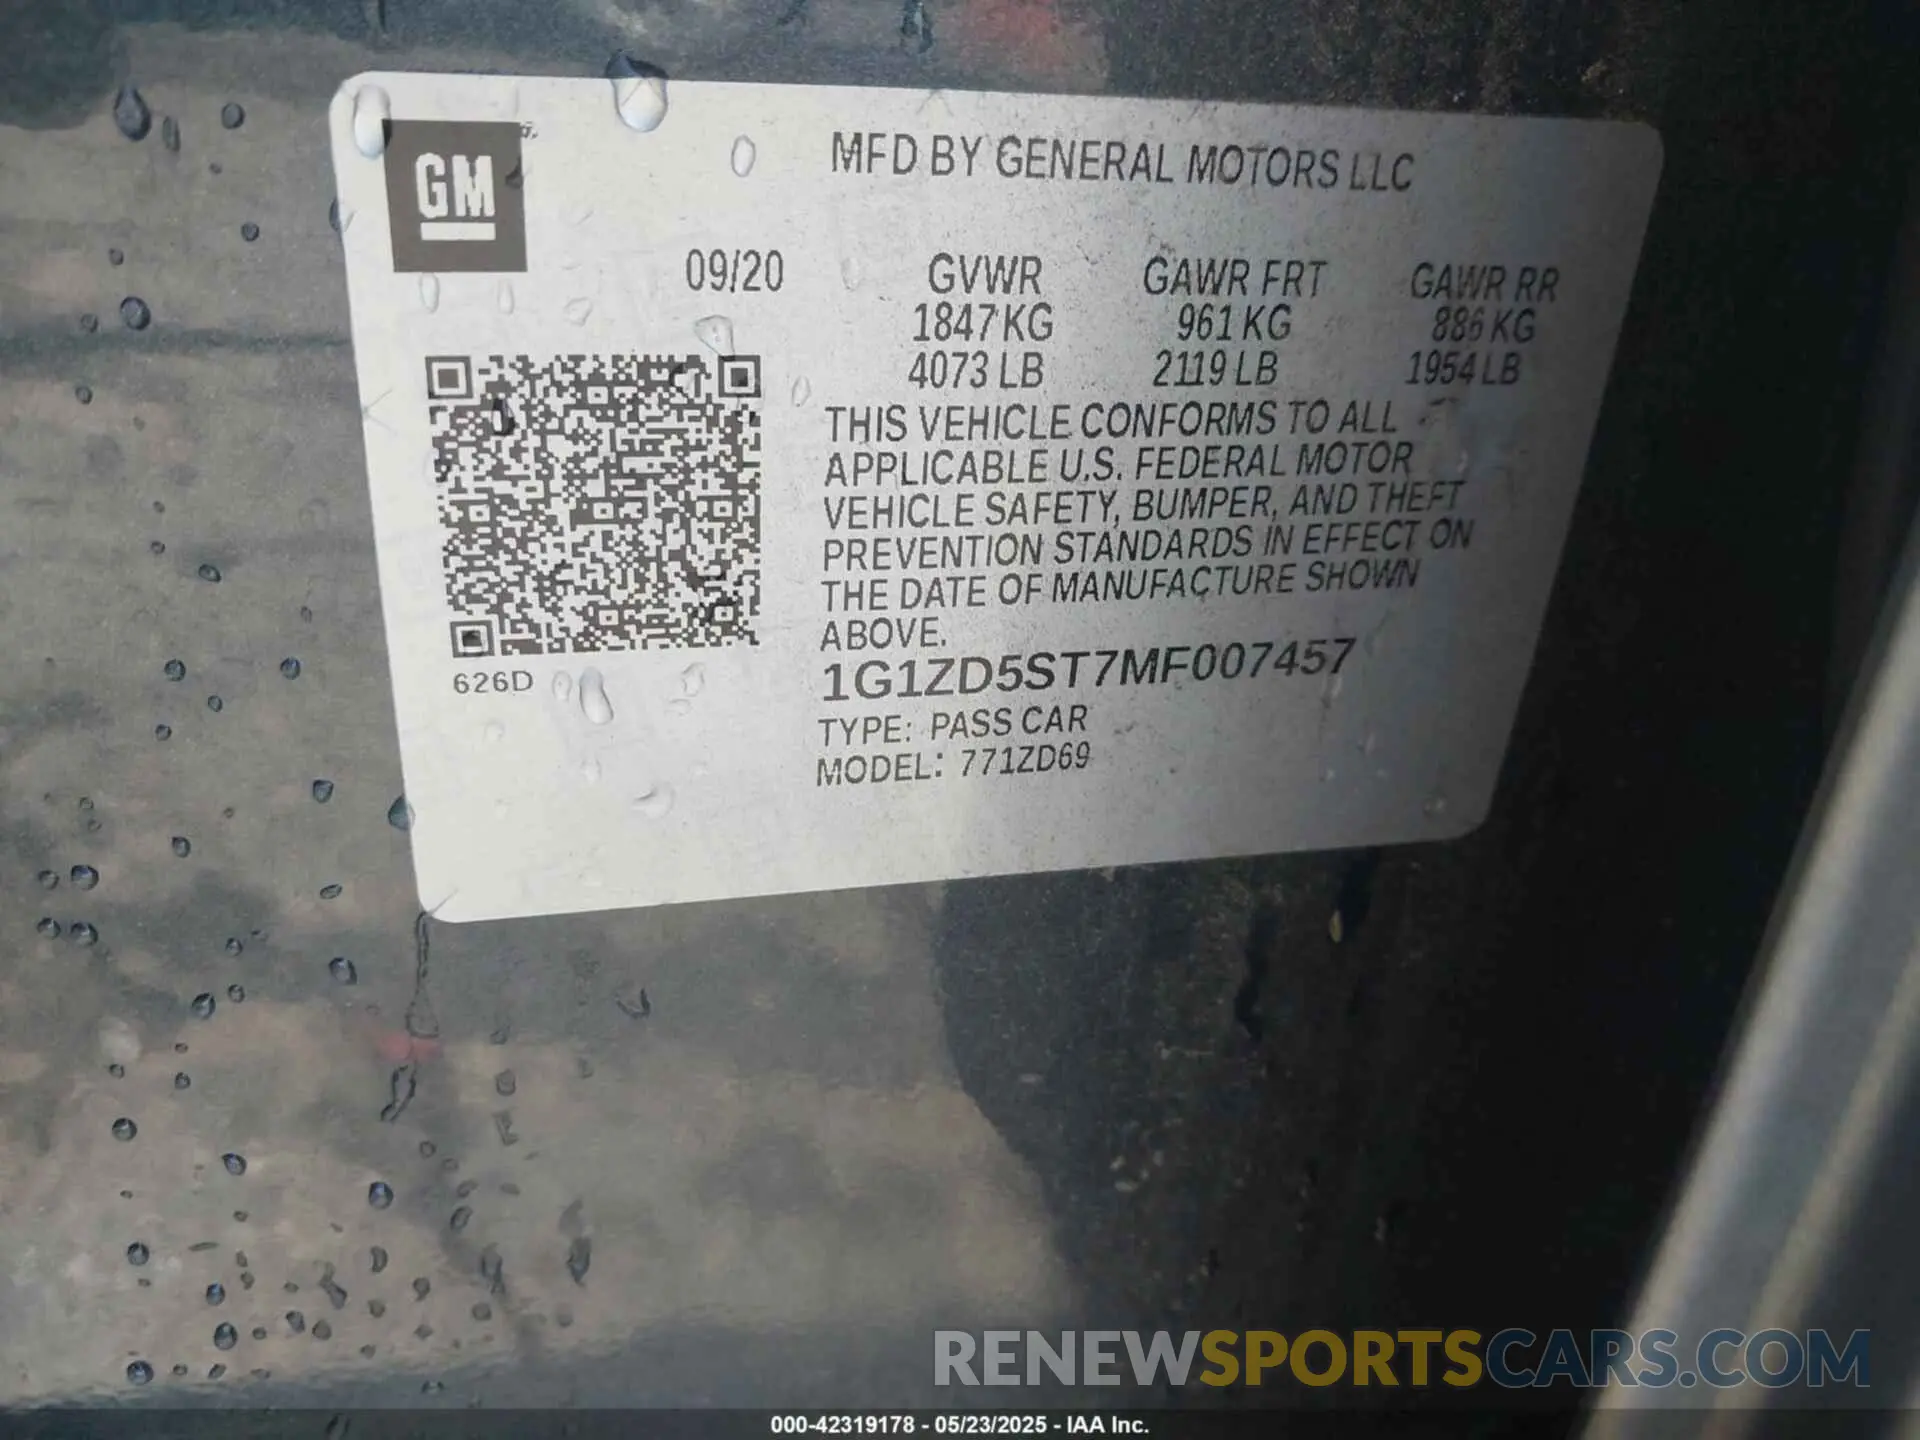 GM
MFD BY GENERAL MOTORS LLC
09/20 GVWR GAWR FRT GAWR RR
1847 KG 961 KG 886 KG
4073 LB 2119 LB 1954 LB
THIS VEHICLE CONFORMS TO ALL
APPLICABLE U.S. FEDERAL MOTOR
VEHICLE SAFETY, BUMPER, AND THEFT
PREVENTION STANDARDS IN EFFECT ON
THE DATE OF MANUFACTURE SHOWN
ABOVE.
1G1ZD5ST7MF007457
626D
TYPE: PASS CAR
MODEL: 771ZD69
RENEWSPORTSCARS.COM
000-42319178 - 05/23/2025 - IAA Inc.